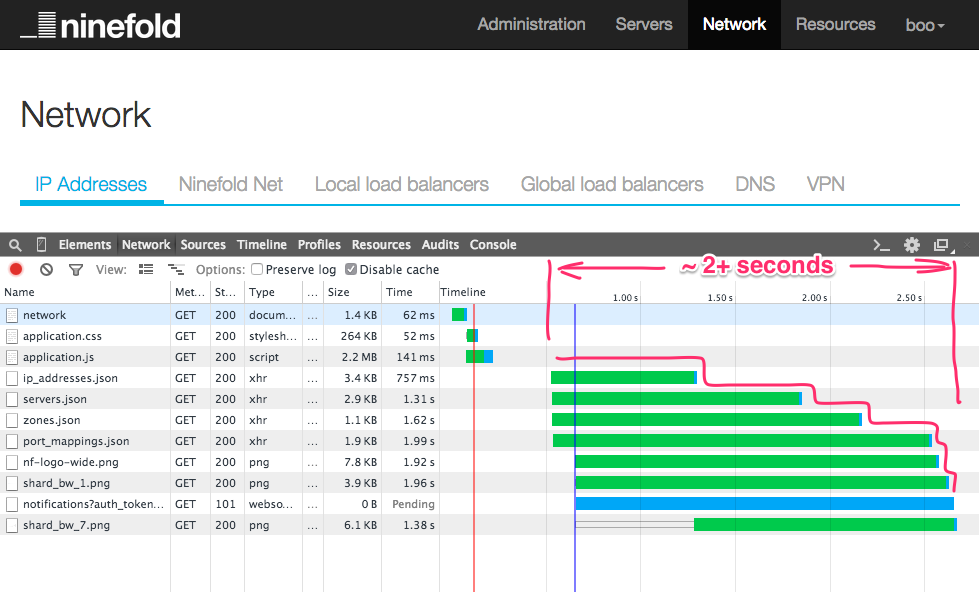 ninefold Administration Servers Network Resources boo
Network
IP Addresses Ninefold Net Local load balancers Global load balancers DNS VPN
Elements Network Sources Timeline Profiles Resources Audits Console
View: Options: Preserve log Disable cache
~ 2+ seconds
Name Met... St... Type ... Size Time Timeline
1.00 s 1.50 s 2.00 s 2.50 s
network GET 200 docum... ... 1.4 KB 62 ms
application.css GET 200 stylesh... ... 264 KB 52 ms
application.js GET 200 script ... 2.2 MB 141 ms
ip_addresses.json GET 200 xhr ... 3.4 KB 757 ms
servers.json GET 200 xhr ... 2.9 KB 1.31 s
zones.json GET 200 xhr ... 1.1 KB 1.62 s
port_mappings.json GET 200 xhr ... 1.9 KB 1.99 s
nf-logo-wide.png GET 200 png ... 7.8 KB 1.92 s
shard_bw_1.png GET 200 png ... 3.9 KB 1.96 s
notifications?auth_token... GET 101 webso... ... 0 B Pending
shard_bw_7.png GET 200 png ... 6.1 KB 1.38 s